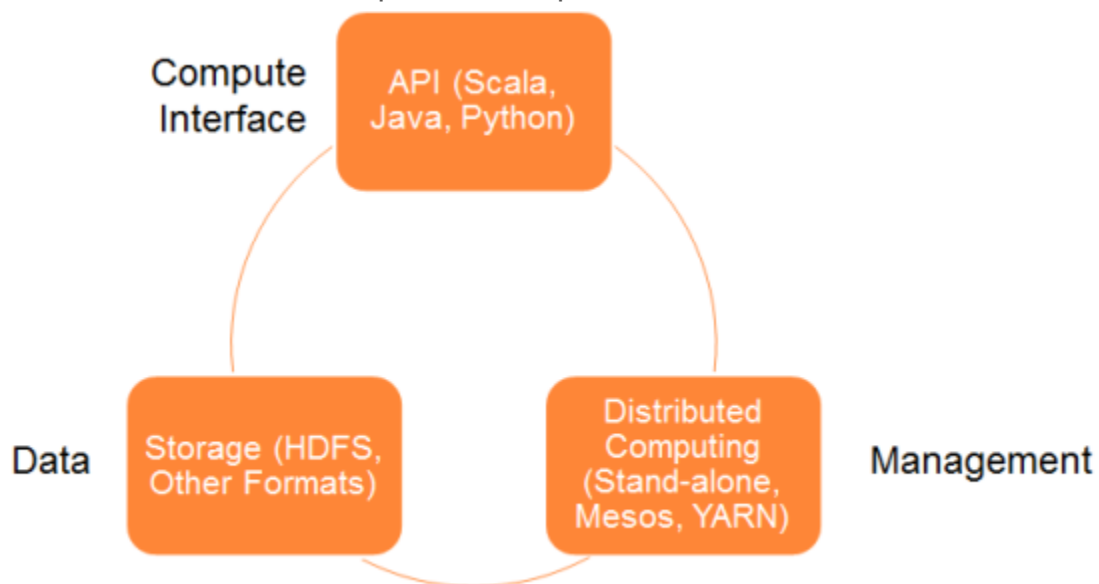 Compute
Interface
API (Scala,
Java, Python)
Data
Storage (HDFS,
Other Formats)
Distributed
Computing
(Stand-alone,
Mesos, YARN)
Management